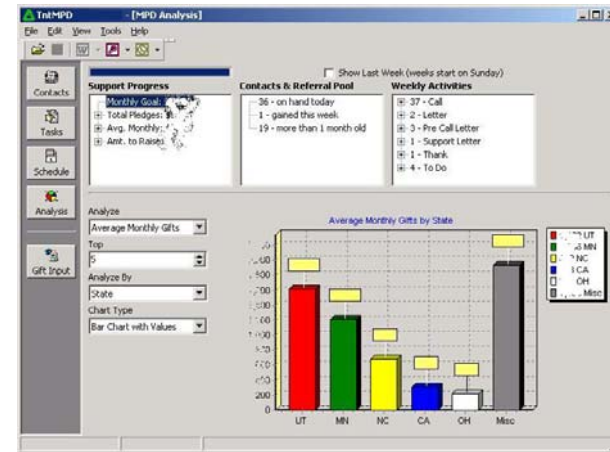 TntMPD - [MPD Analysis]
File Edit View Tools Help
Contacts
Tasks
Schedule
Analysis
Gift Input
Show Last Week (weeks start on Sunday)
Support Progress
Monthly Goal:
Total Pledges:
Avg. Monthly:
Amt. to Raise:
Contacts & Referral Pool
36 - on hand today
1 - gained this week
19 - more than 1 month old
Weekly Activities
37 - Call
2 - Letter
3 - Pre Call Letter
1 - Support Letter
1 - Thank
4 - To Do
Analyze
Average Monthly Gifts
Top
5
Analyze By
State
Chart Type
Bar Chart with Values
Average Monthly Gifts by State
200
0
UT MN NC CA OH Misc
UT
MN
NC
CA
OH
Misc